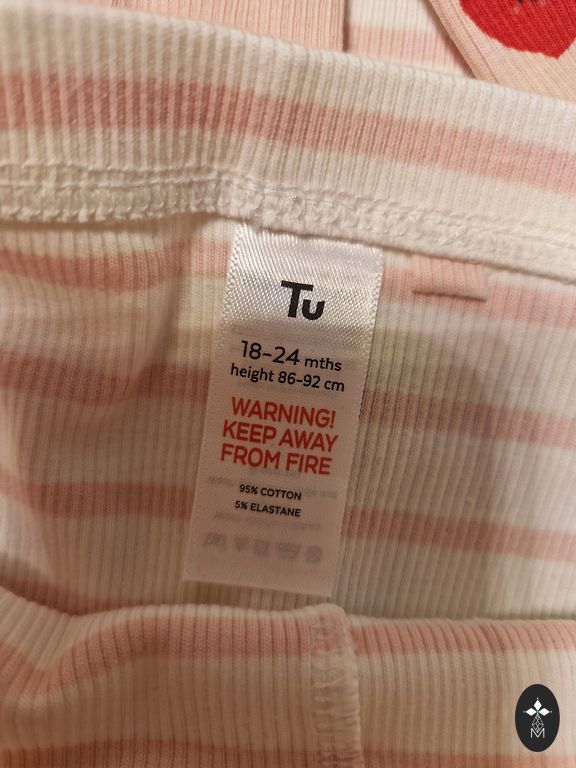 Tu
18-24 mths
height 86-92 cm
WARNING!
KEEP AWAY
FROM FIRE
95% COTTON
5% ELASTANE
M